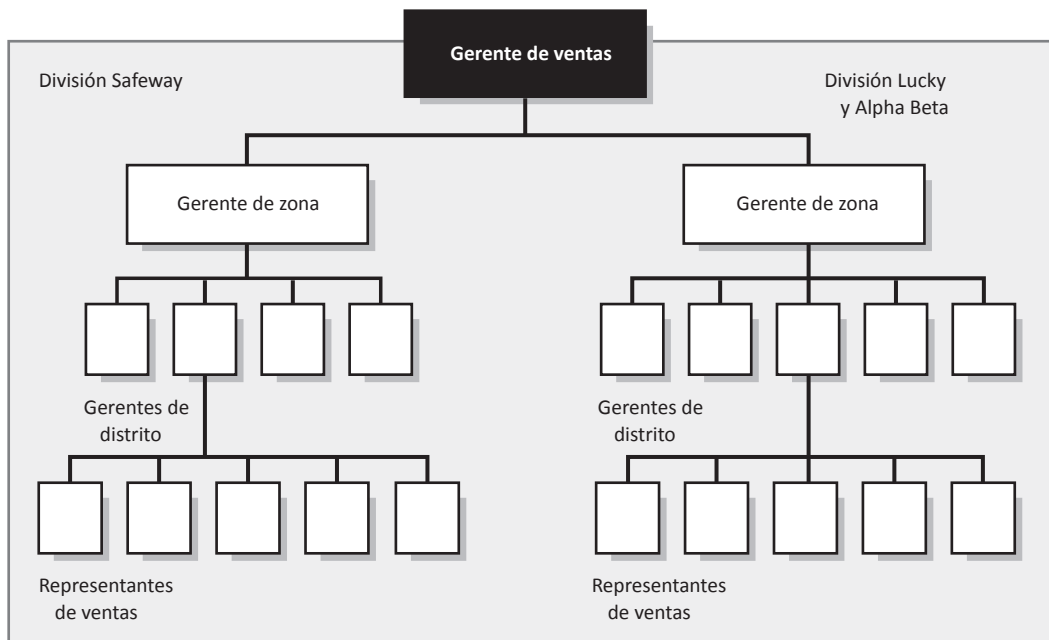 Gerente de ventas
División Safeway
División Lucky
y Alpha Beta
Gerente de zona
Gerente de zona
Gerentes de
distrito
Gerentes de
distrito
Representantes
de ventas
Representantes
de ventas